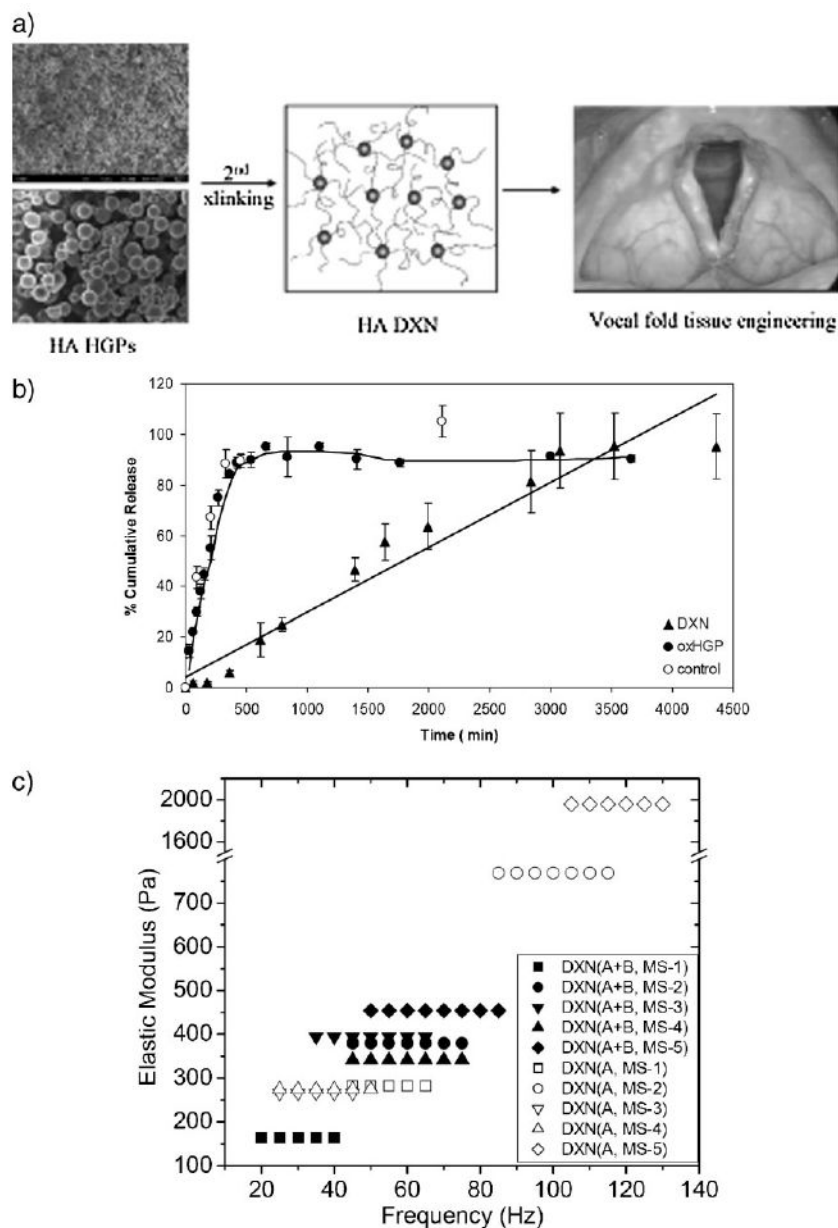 a)
2nd
xlinking
HA HGPs
HA DXN
Vocal fold tissue engineering
b)
120
100
80
60
40
20
0
% Cumulative Release
DXN
oxHGP
control
0 500 1000 1500 2000 2500 3000 3500 4000 4500
Time ( min)
c)
2000
1600
700
600
500
400
300
200
100
Elastic Modulus (Pa)
DXN(A+B, MS-1)
DXN(A+B, MS-2)
DXN(A+B, MS-3)
DXN(A+B, MS-4)
DXN(A+B, MS-5)
DXN(A, MS-1)
DXN(A, MS-2)
DXN(A, MS-3)
DXN(A, MS-4)
DXN(A, MS-5)
20 40 60 80 100 120 140
Frequency (Hz)